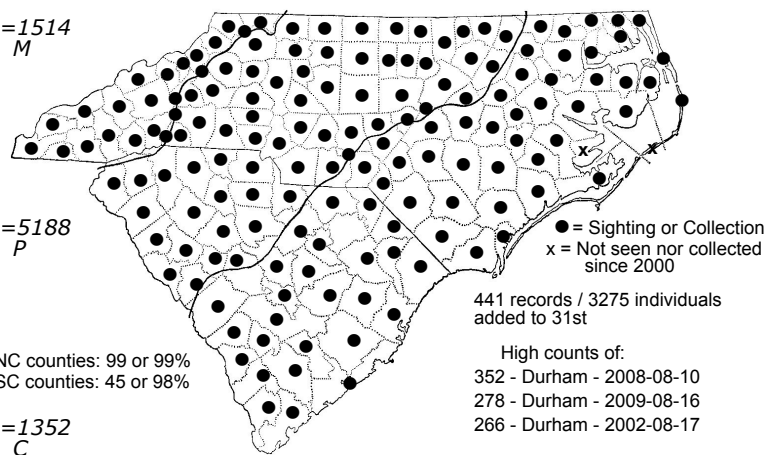 =1514
M
=5188
P
● = Sighting or Collection
x = Not seen nor collected
since 2000
441 records / 3275 individuals
added to 31st
NC counties: 99 or 99%
SC counties: 45 or 98%
High counts of:
352 - Durham - 2008-08-10
278 - Durham - 2009-08-16
266 - Durham - 2002-08-17
=1352
C
x
x